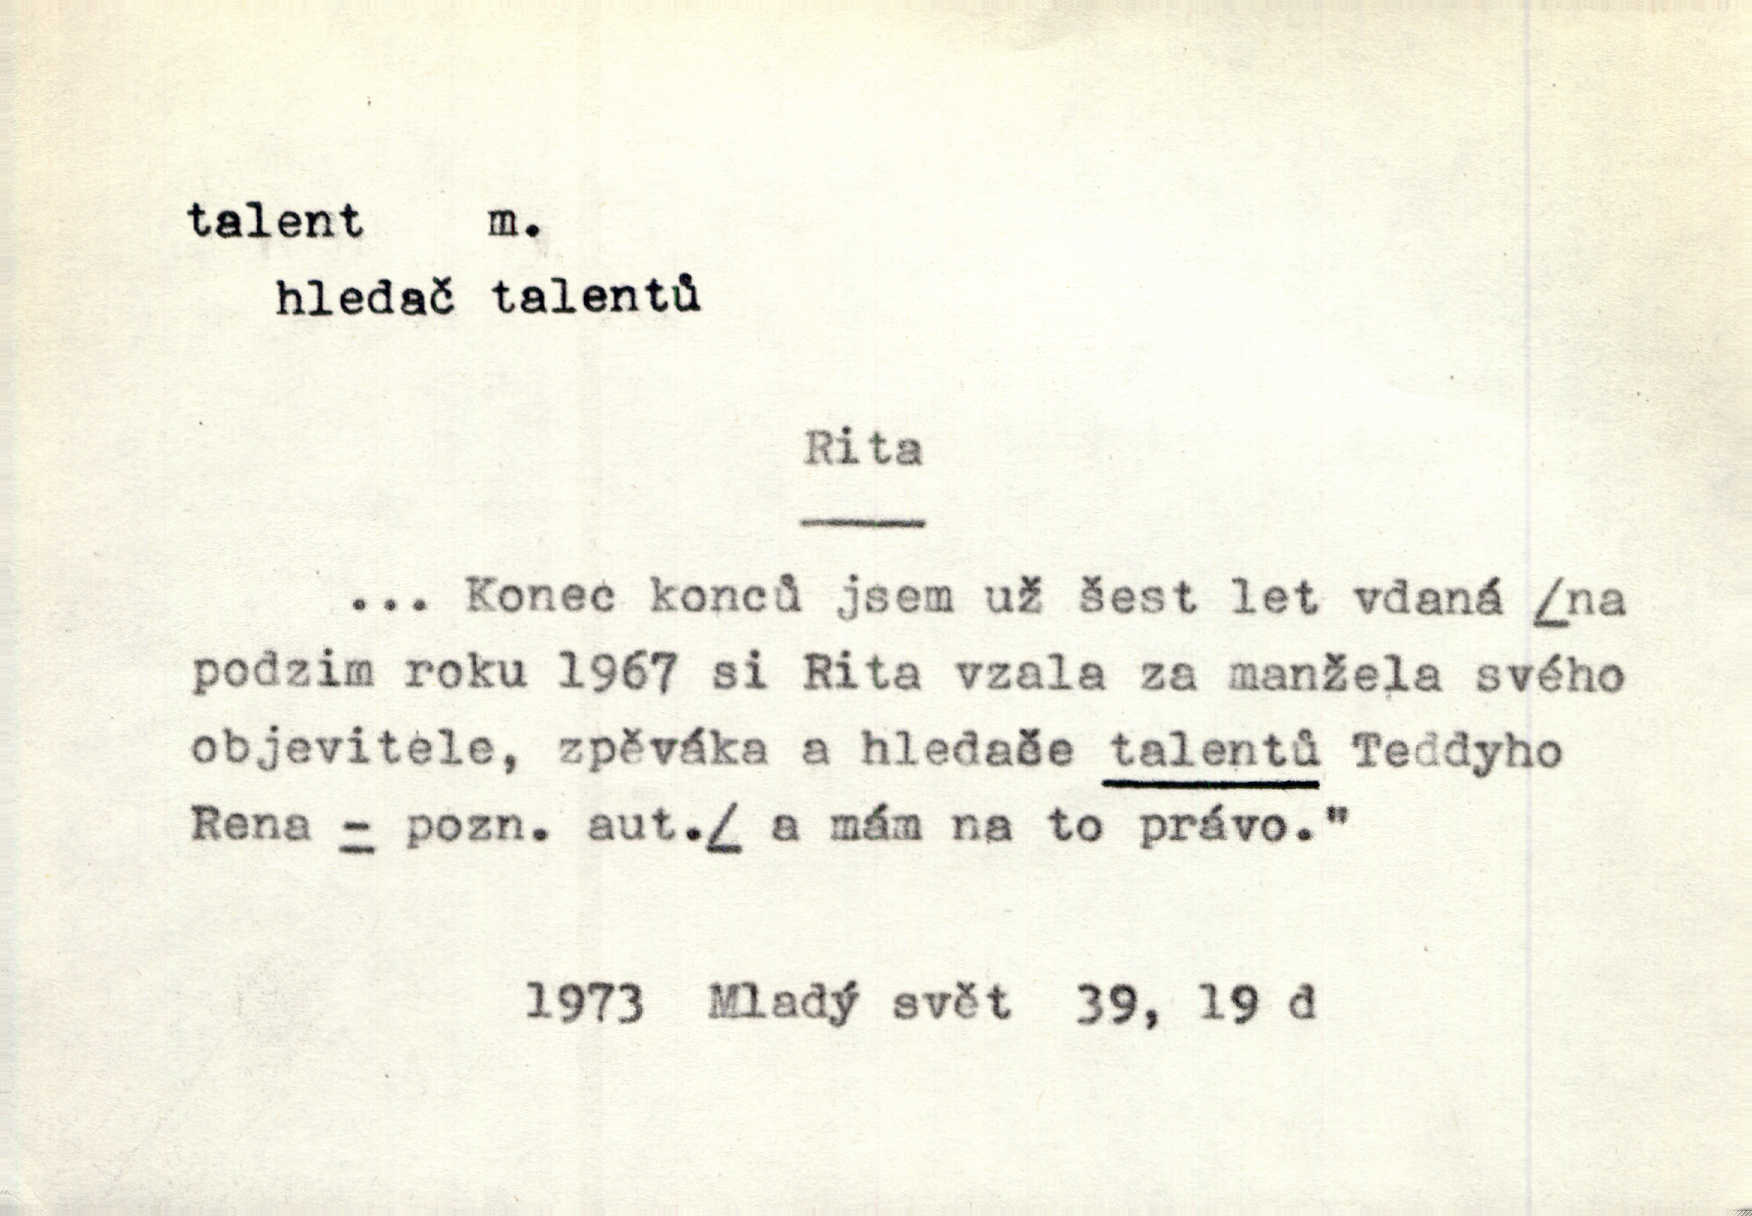 talent m.
hledač talentů
Rita
... Konec konců jsem už šest let vdaná /na
podzim roku 1967 si Rita vzala za manžela svého
objevitele, zpěváka a hledače talentů Teddyho
Rena - pozn. aut./ a mám na to právo."
1973 Mladý svět 39, 19 d